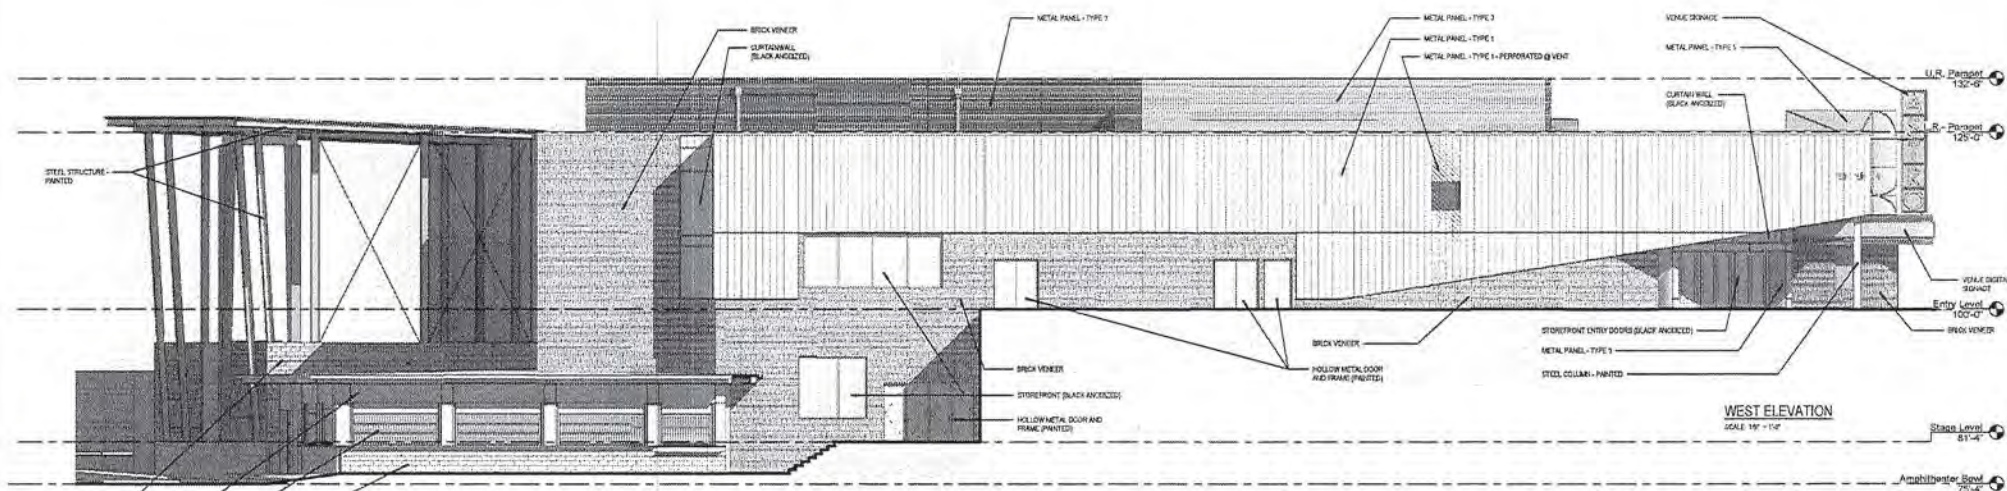 BRICK VENEER
CURTAINWALL
(BLACK ANODIZED)
METAL PANEL - TYPE
METAL PANEL - TYPE 3
METAL PANEL - TYPE 1
METAL PANEL - TYPE 1 - PERFORATED @ VENT
VENUE SIGNAGE
METAL PANEL - TYPE 5
CURTAIN WALL
(BLACK ANODIZED)
U.R. Parapet
132'-6"
R. Parapet
125'-0"
STEEL STRUCTURE -
PAINTED
VENUE DIGITAL
SIGNAGE
Entry Level
100'-0"
STOREFRONT ENTRY DOORS (BLACK ANODIZED)
BRICK VENEER
BRICK VENEER
METAL PANEL - TYPE
BRICK VENEER
HOLLOW METAL DOOR
AND FRAME (PAINTED)
STEEL COLUMN - PAINTED
STOREFRONT (BLACK ANODIZED)
HOLLOW METAL DOOR AND
FRAME (PAINTED)
WEST ELEVATION
SCALE:
Stage Level
81'-4"
Amphitheater Bowl
75'-4"